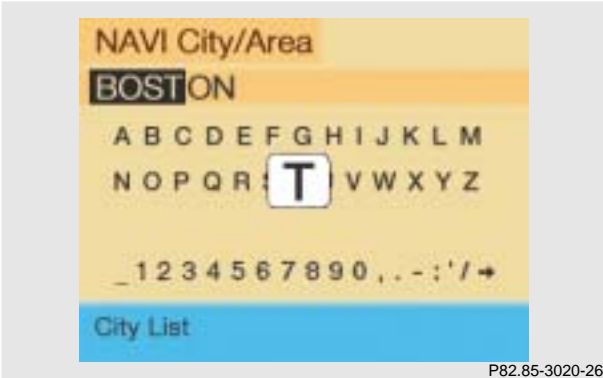 NAVI City/Area
BOSTON
A B C D E F G H I J K L M
N O P Q R T V W X Y Z
_ 1 2 3 4 5 6 7 8 9 0 , . - : ' / →
City List
P82.85-3020-26